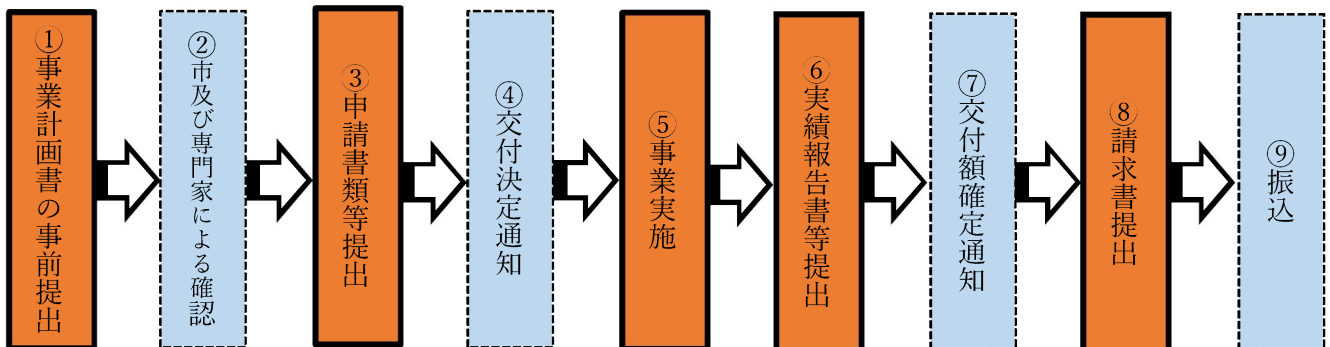 ①事業計画書の事前提出
②市及び専門家による確認
③申請書類等提出
④交付決定通知
⑤事業実施
⑥実績報告書等提出
⑦交付額確定通知
⑧請求書提出
⑨振込